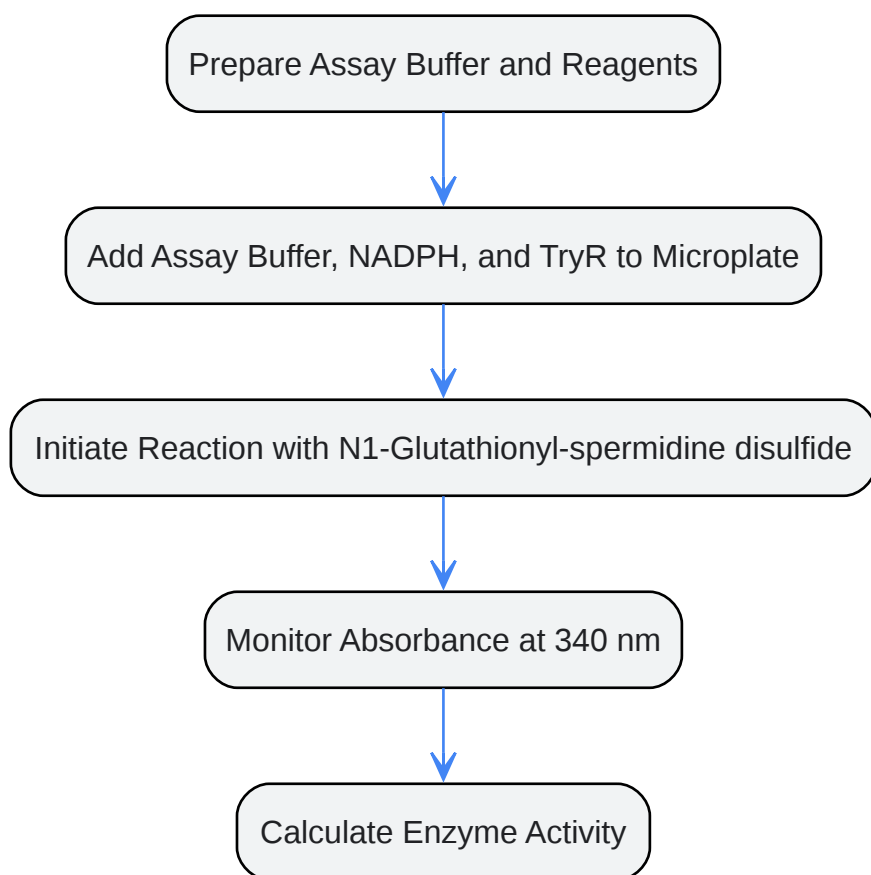 Prepare Assay Buffer and Reagents
Add Assay Buffer, NADPH, and TryR to Microplate
Initiate Reaction with N1-Glutathionyl-spermidine disulfide
Monitor Absorbance at 340 nm
Calculate Enzyme Activity